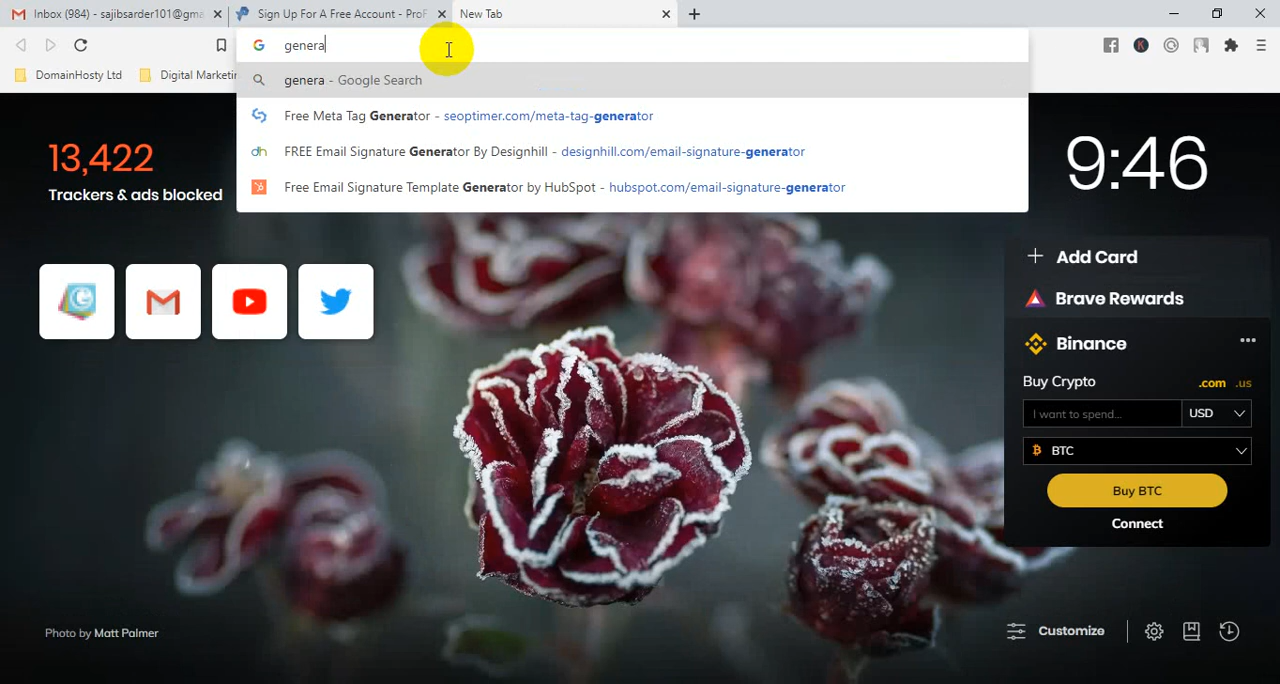 Inbox (984) - sajibsarder101@gma
Sign Up For A Free Account - ProF
New Tab
genera
DomainHosty Ltd
Digital Marketin
genera - Google Search
Free Meta Tag Generator - seoptimer.com/meta-tag-generator
FREE Email Signature Generator By Designhill - designhill.com/email-signature-generator
Free Email Signature Template Generator by HubSpot - hubspot.com/email-signature-generator
13,422
Trackers & ads blocked
9:46
Add Card
Brave Rewards
Binance
Buy Crypto
.com .us
I want to spend...
USD
BTC
Buy BTC
Connect
Photo by Matt Palmer
Customize